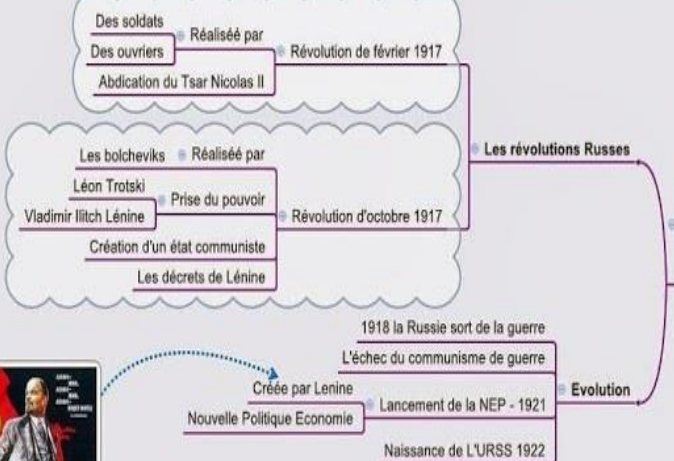 Des soldats
Des ouvriers
Réaliséé par
Abdication du Tsar Nicolas II
Révolution de février 1917
Les révolutions Russes
Les bolcheviks
Réaliséé par
Léon Trotski
Vladimir Ilitch Lénine
Prise du pouvoir
Création d'un état communiste
Les décrets de Lénine
Révolution d'octobre 1917
1918 la Russie sort de la guerre
L'échec du communisme de guerre
Créée par Lenine
Nouvelle Politique Economie
Lancement de la NEP - 1921
Naissance de L'URSS 1922
Evolution